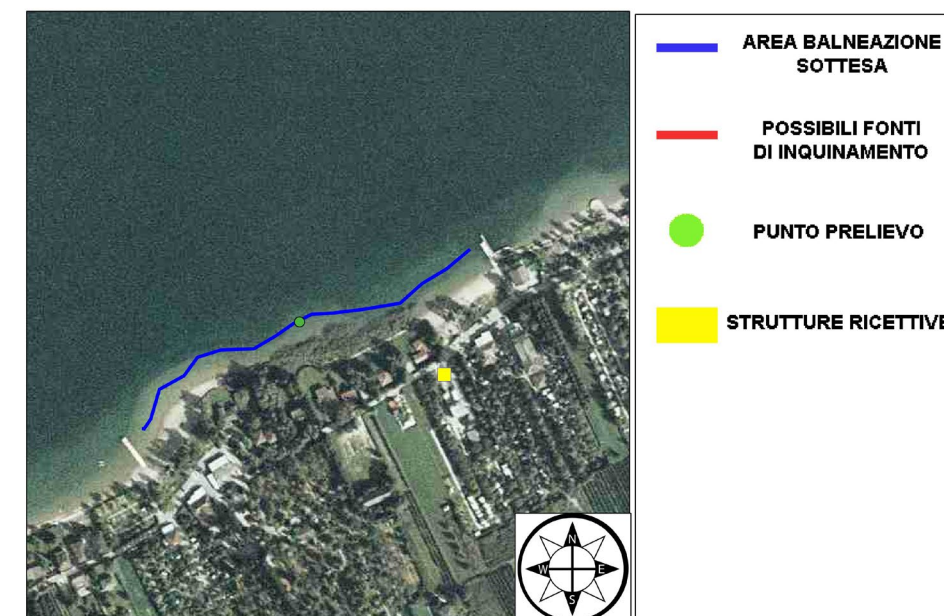 AREA BALNEAZIONE
SOTTESA
POSSIBILI FONTI
DI INQUINAMENTO
PUNTO PRELIEVO
STRUTTURE RICETTIVE
N
W
E
S